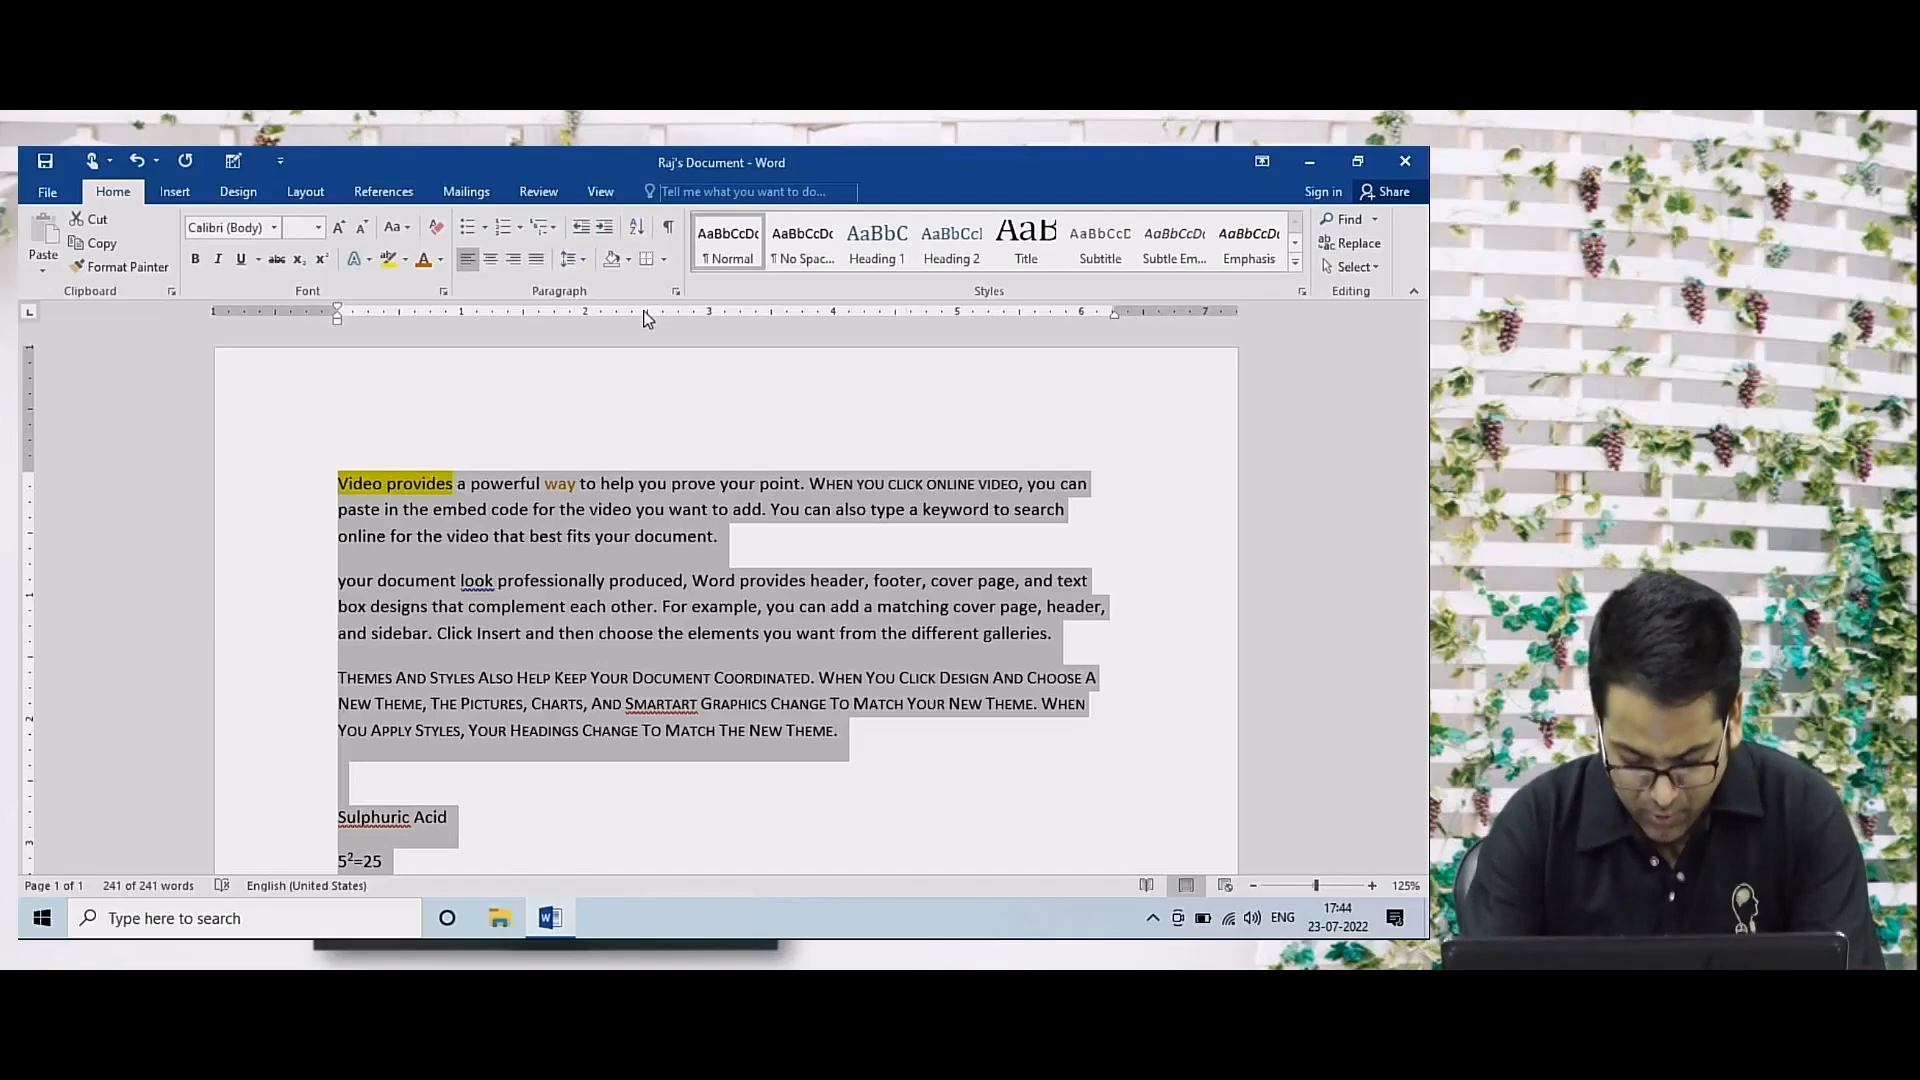 Raj's Document - Word
File Home Insert Design Layout References Mailings Review View Tell me what you want to do... Sign in Share
Paste
Cut
Copy
Format Painter
Clipboard
Calibri (Body)
Font
Paragraph
AaBbCcDc AaBbCcDc AaBbC AaBbCcl AaB AaBbCcD AaBbCcDc AaBbCcDc
¶ Normal ¶ No Spac... Heading 1 Heading 2 Title Subtitle Subtle Em... Emphasis
Styles
Find
Replace
Select
Editing
1 1 2 3 4 5 6 7
Video provides a powerful way to help you prove your point. WHEN YOU CLICK ONLINE VIDEO, you can
paste in the embed code for the video you want to add. You can also type a keyword to search
online for the video that best fits your document.
your document look professionally produced, Word provides header, footer, cover page, and text
box designs that complement each other. For example, you can add a matching cover page, header,
and sidebar. Click Insert and then choose the elements you want from the different galleries.
THEMES AND STYLES ALSO HELP KEEP YOUR DOCUMENT COORDINATED. WHEN YOU CLICK DESIGN AND CHOOSE A
NEW THEME, THE PICTURES, CHARTS, AND SMARTART GRAPHICS CHANGE TO MATCH YOUR NEW THEME. WHEN
YOU APPLY STYLES, YOUR HEADINGS CHANGE TO MATCH THE NEW THEME.
Sulphuric Acid
5²=25
Page 1 of 1 241 of 241 words English (United States) 125%
Type here to search
ENG
17:44
23-07-2022